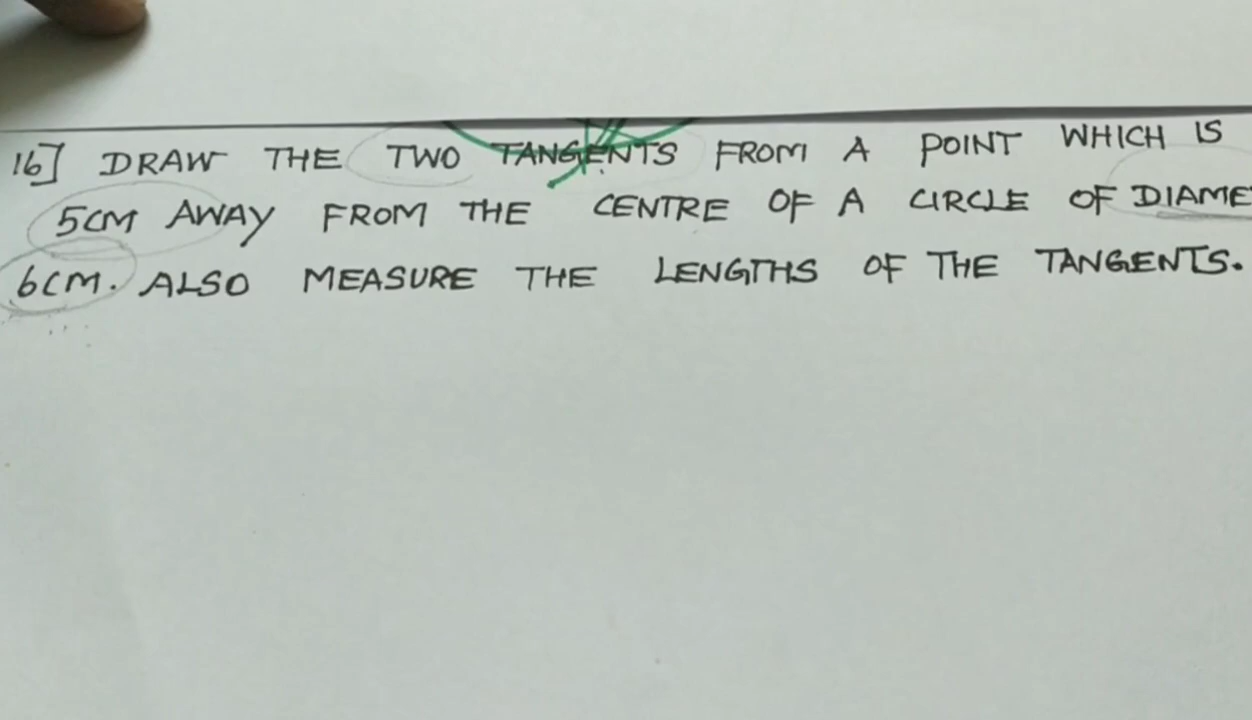 16] DRAW THE TWO TANGENTS FROM A POINT WHICH IS
5CM AWAY FROM THE CENTRE OF A CIRCLE OF DIAME
6CM. ALSO MEASURE THE LENGTHS OF THE TANGENTS.